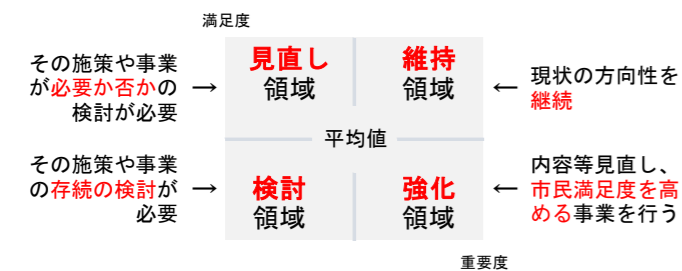 満足度
その施策や事業
が必要か否かの
検討が必要
→
見直し
領域
維持
領域
←
現状の方向性を
継続
平均値
その施策や事業
の存続の検討が
必要
→
検討
領域
強化
領域
←
内容等見直し、
市民満足度を高
める事業を行う
重要度